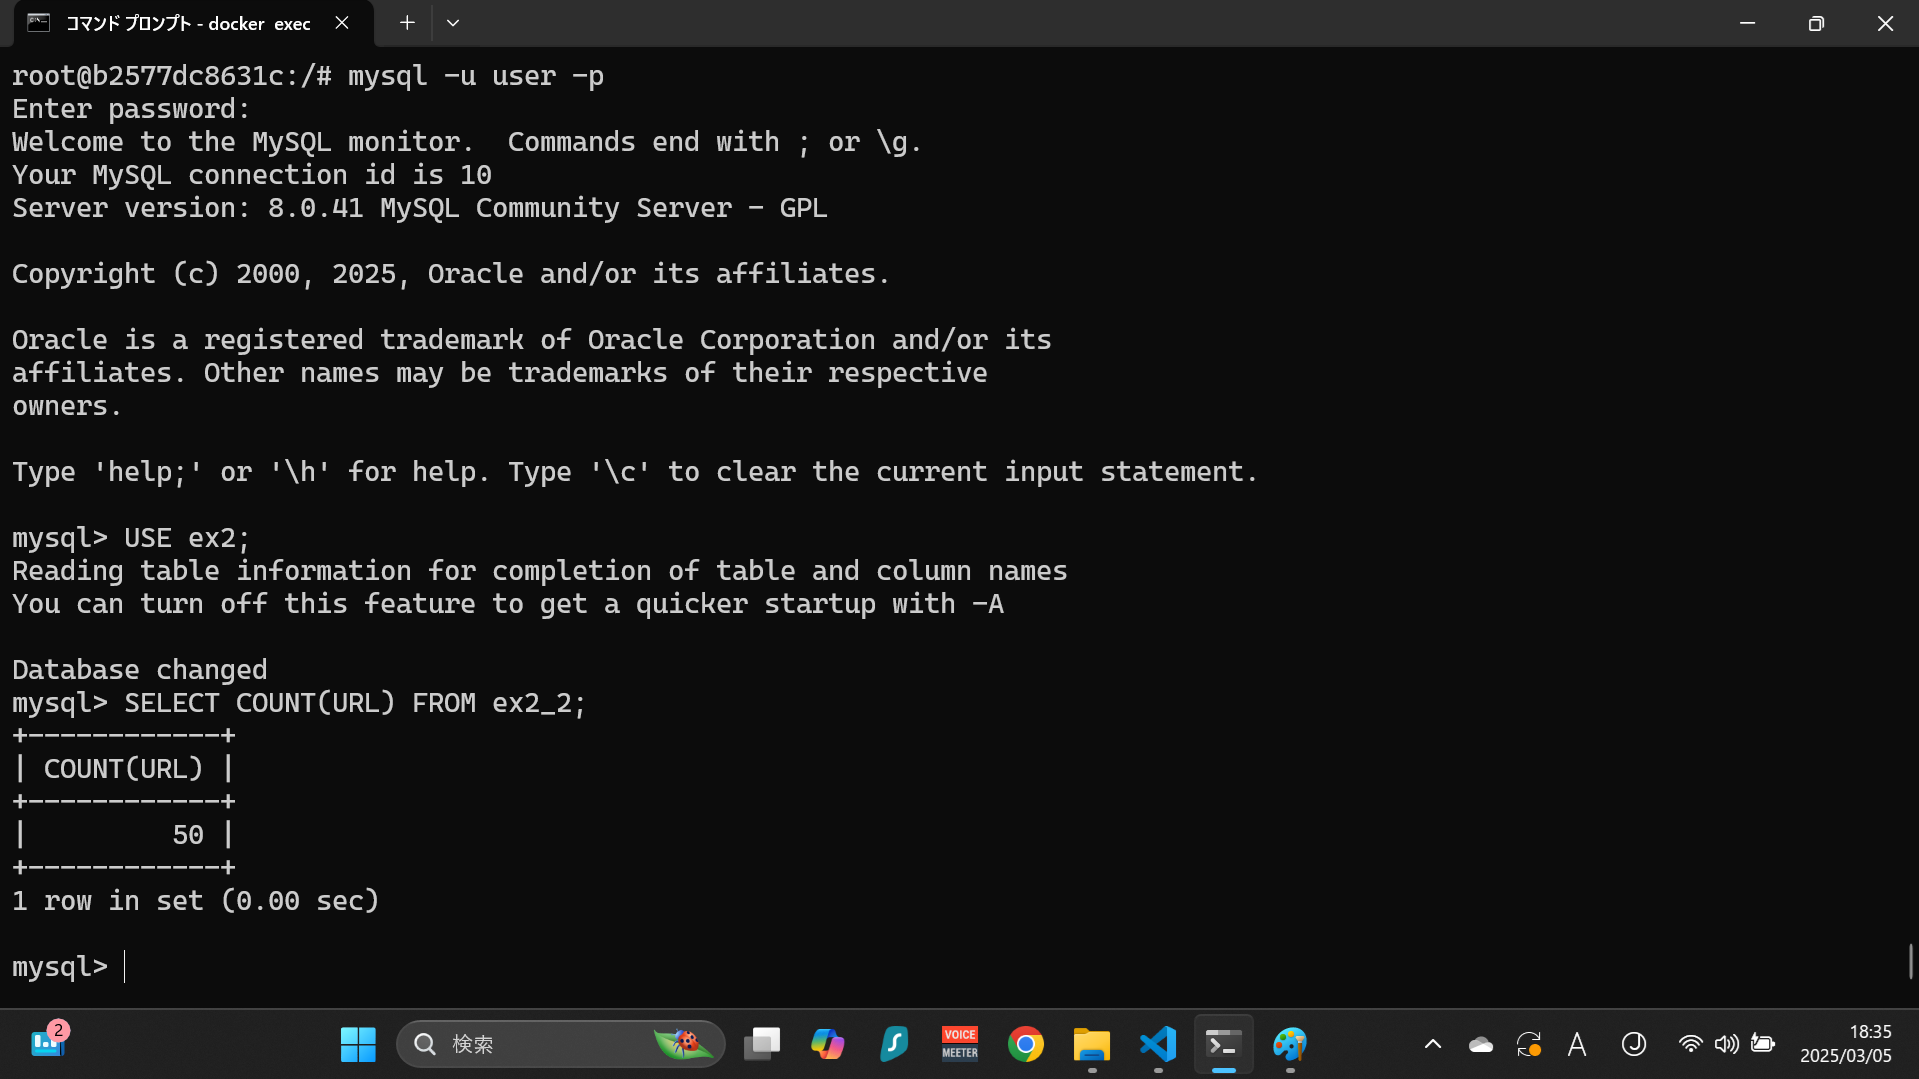 コマンド プロンプト - docker exec
root@b2577dc8631c:/# mysql -u user -p
Enter password:
Welcome to the MySQL monitor.  Commands end with ; or \g.
Your MySQL connection id is 10
Server version: 8.0.41 MySQL Community Server - GPL
Copyright (c) 2000, 2025, Oracle and/or its affiliates.
Oracle is a registered trademark of Oracle Corporation and/or its
affiliates. Other names may be trademarks of their respective
owners.
Type 'help;' or '\h' for help. Type '\c' to clear the current input statement.
mysql> USE ex2;
Reading table information for completion of table and column names
You can turn off this feature to get a quicker startup with -A
Database changed
mysql> SELECT COUNT(URL) FROM ex2_2;
+------------+
| COUNT(URL) |
+------------+
|         50 |
+------------+
1 row in set (0.00 sec)
mysql>
2
検索
VOICE
MEETER
A
J
18:35
2025/03/05